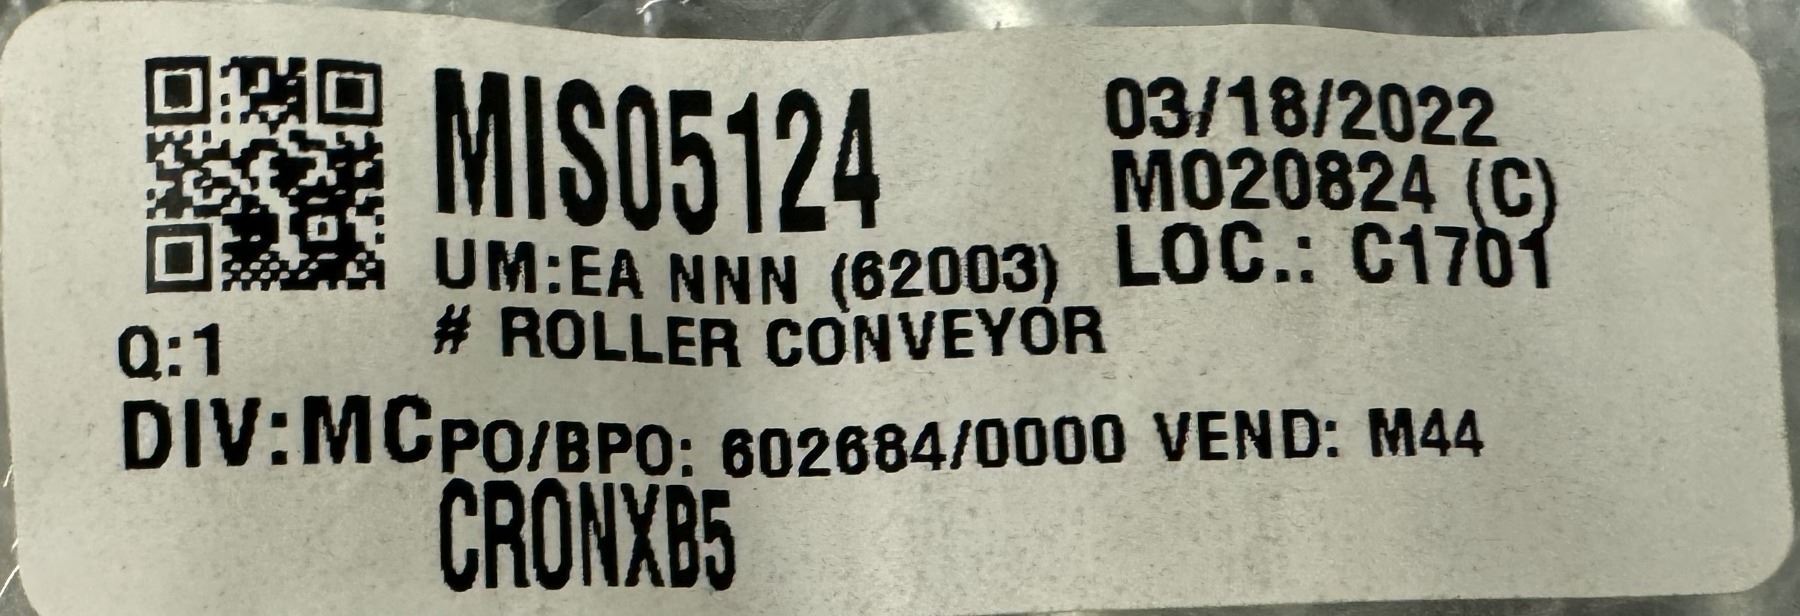 MIS05124
03/18/2022
M020824 (C)
LOC.: C1701
UM:EA NNN (62003)
# ROLLER CONVEYOR
Q:1
DIV:MC
PO/BPO: 602684/0000 VEND: M44
CRONXB5